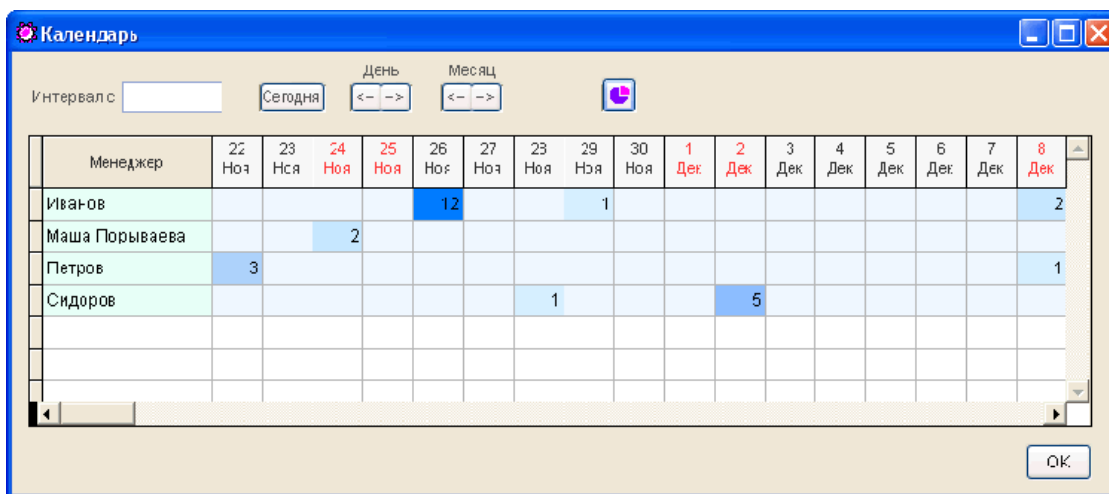 Календарь
День Месяц
Интервал с Сегодня <- -> <- ->
Менеджер 22 Ноя 23 Ноя 24 Ноя 25 Ноя 26 Ноя 27 Ноя 28 Ноя 29 Ноя 30 Ноя 1 Дек 2 Дек 3 Дек 4 Дек 5 Дек 6 Дек 7 Дек 8 Дек
Иванов 12 1 2
Маша Порываева 2
Петров 3 1
Сидоров 1 5
OK